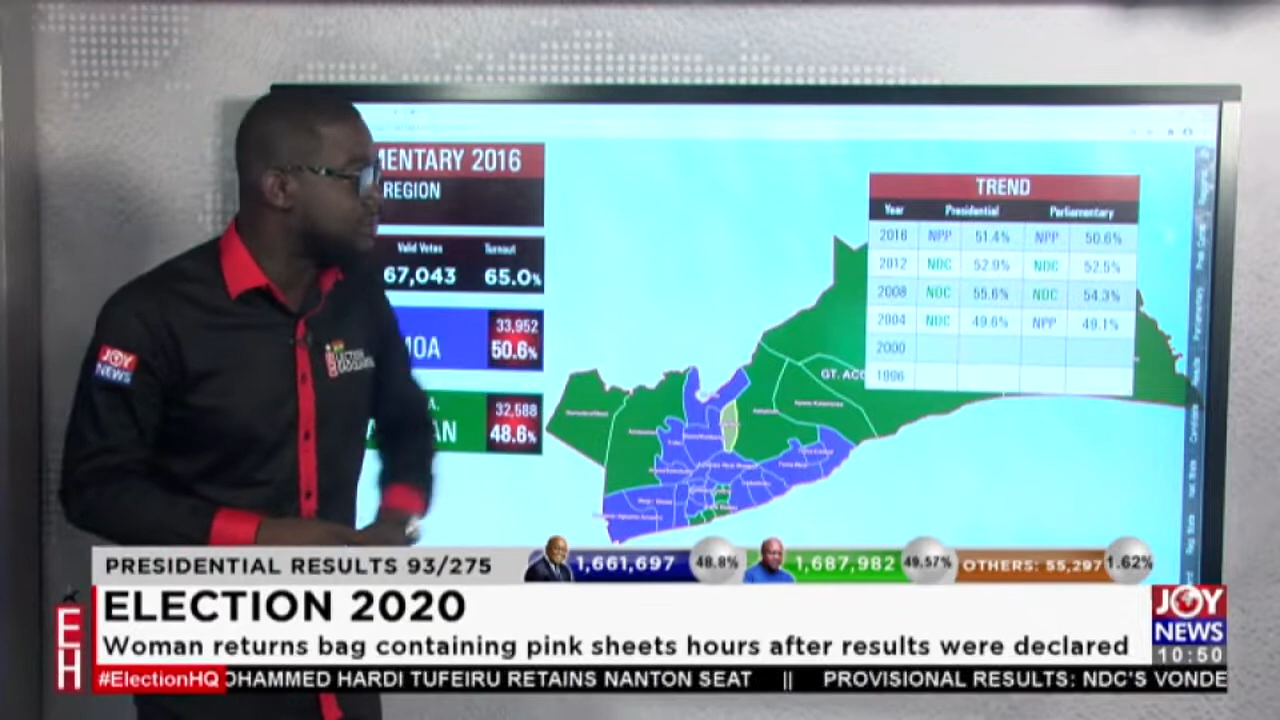 MENTARY 2016
REGION
Valid Votes Turnout
67,043 65.0%
33,952
MOA 50.6%
A. 32,588
AN 48.6%
TREND
Year Presidential Parliamentary
2016 NPP 51.4% NPP 50.6%
2012 NDC 52.9% NDC 52.5%
2008 NDC 55.6% NDC 54.3%
2004 NDC 49.6% NPP 49.1%
2000
1996
GT. ACC
JOY
NEWS
ELECTION
HEADQUARTERS
PRESIDENTIAL RESULTS 93/275 1,661,697 48.8% 1,687,982 49.57% OTHERS: 55,297 1.62%
EH
ELECTION 2020
Woman returns bag containing pink sheets hours after results were declared
JOY
NEWS
10:50
#ElectionHQ OHAMMED HARDI TUFEIRU RETAINS NANTON SEAT || PROVISIONAL RESULTS: NDC'S VONDE